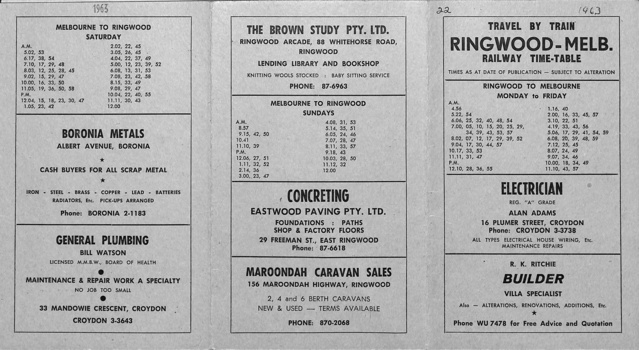 1963
MELBOURNE TO RINGWOOD
SATURDAY
A.M. 2.02, 22, 45
5.02, 53 3.05, 26, 45
6.17, 38, 54 4.04, 22, 37, 49
7.10, 17, 29, 48 5.00, 12, 23, 39, 52
8.03, 12, 25, 28, 45 6.08, 12, 31, 53
9.02, 18, 29, 47 7.08, 23, 42, 58
10.00, 16, 33, 50 8.15, 32, 49
11.05, 19, 36, 50, 58 9.08, 29, 47
P.M. 10.04, 23, 40, 55
12.04, 15, 18, 23, 30, 47 11.11, 30, 43
1.05, 23, 42 12.00
BORONIA METALS
ALBERT AVENUE, BORONIA
CASH BUYERS FOR ALL SCRAP METAL
IRON - STEEL - BRASS - COPPER - LEAD - BATTERIES
RADIATORS, Etc. PICK-UPS ARRANGED
Phone: BORONIA 2-1183
GENERAL PLUMBING
BILL WATSON
LICENSED M.M.B.W., BOARD OF HEALTH
MAINTENANCE & REPAIR WORK A SPECIALTY
NO JOB TOO SMALL
33 MANDOWIE CRESCENT, CROYDON
CROYDON 3-3643
THE BROWN STUDY PTY. LTD.
RINGWOOD ARCADE, 88 WHITEHORSE ROAD,
RINGWOOD
LENDING LIBRARY AND BOOKSHOP
KNITTING WOOLS STOCKED : BABY SITTING SERVICE
PHONE: 87-6963
MELBOURNE TO RINGWOOD
SUNDAYS
A.M. 4.08, 31, 53
8.57 5.14, 35, 51
9.15, 42, 50 6.03, 24, 46
10.41 7.07, 28, 47
11.10, 39 8.11, 33, 57
P.M. 9.18, 43
12.06, 27, 51 10.03, 28, 50
1.11, 32, 52 11.12, 32
2.14, 36 12.00
3.00, 23, 47
CONCRETING
EASTWOOD PAVING PTY. LTD.
FOUNDATIONS : PATHS
SHOP & FACTORY FLOORS
29 FREEMAN ST., EAST RINGWOOD
Phone: 87-6618
MAROONDAH CARAVAN SALES
156 MAROONDAH HIGHWAY, RINGWOOD
2, 4 and 6 BERTH CARAVANS
NEW & USED — TERMS AVAILABLE
PHONE: 870-2068
22 1963
TRAVEL BY TRAIN
RINGWOOD-MELB.
RAILWAY TIME-TABLE
TIMES AS AT DATE OF PUBLICATION — SUBJECT TO ALTERATION
RINGWOOD TO MELBOURNE
MONDAY to FRIDAY
A.M. 1.16, 40
4.56 2.00, 16, 33, 45, 57
5.22, 54 3.10, 22, 51
6.06, 25, 32, 40, 48, 54 4.19, 33, 43, 56
7.00, 05, 10, 15, 20, 25, 29, 5.06, 17, 29, 41, 54, 59
34, 39, 43, 53, 57 6.08, 20, 39, 48, 59
8.02, 07, 12, 17, 29, 39, 52 7.12, 25, 45
9.04, 17, 30, 44, 57 8.07, 24, 49
10.17, 33, 53 9.07, 24, 46
11.11, 31, 47 10.00, 18, 34, 49
P.M. 11.10, 43, 57
12.10, 28, 36, 55
ELECTRICIAN
REG. "A" GRADE
ALAN ADAMS
16 PLUMER STREET, CROYDON
Phone: CROYDON 3-3738
ALL TYPES ELECTRICAL HOUSE WIRING, Etc.
MAINTENANCE REPAIRS
R. K. RITCHIE
BUILDER
VILLA SPECIALIST
Also — ALTERATIONS, RENOVATIONS, ADDITIONS, Etc.
Phone WU 7478 for Free Advice and Quotation